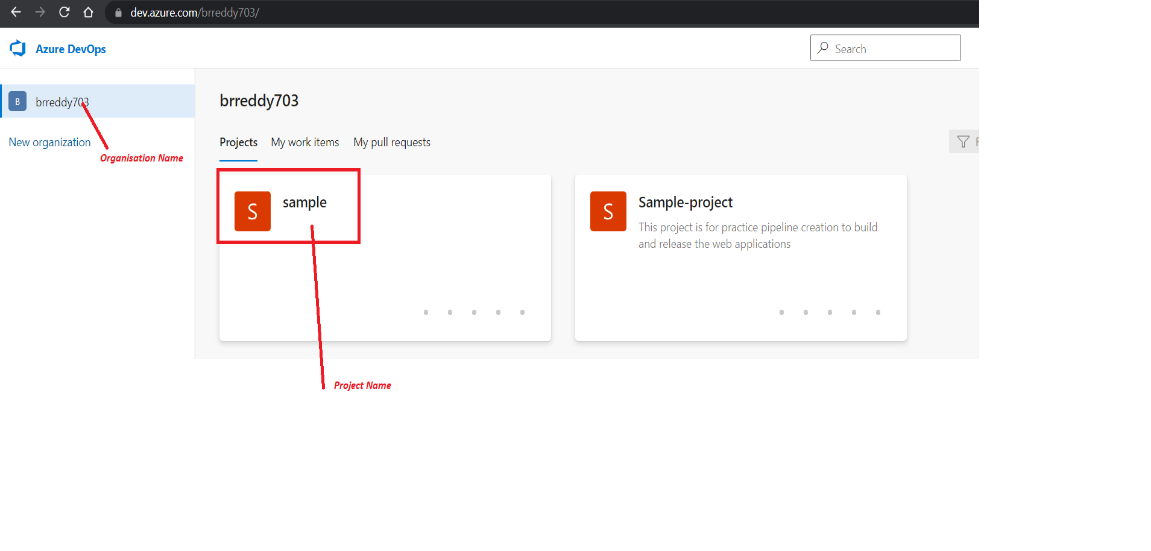 dev.azure.com/brreddy703/
Azure DevOps
Search
B brreddy703
New organization
Organisation Name
brreddy703
Projects My work items My pull requests
S sample
S Sample-project
This project is for practice pipeline creation to build
and release the web applications
Project Name